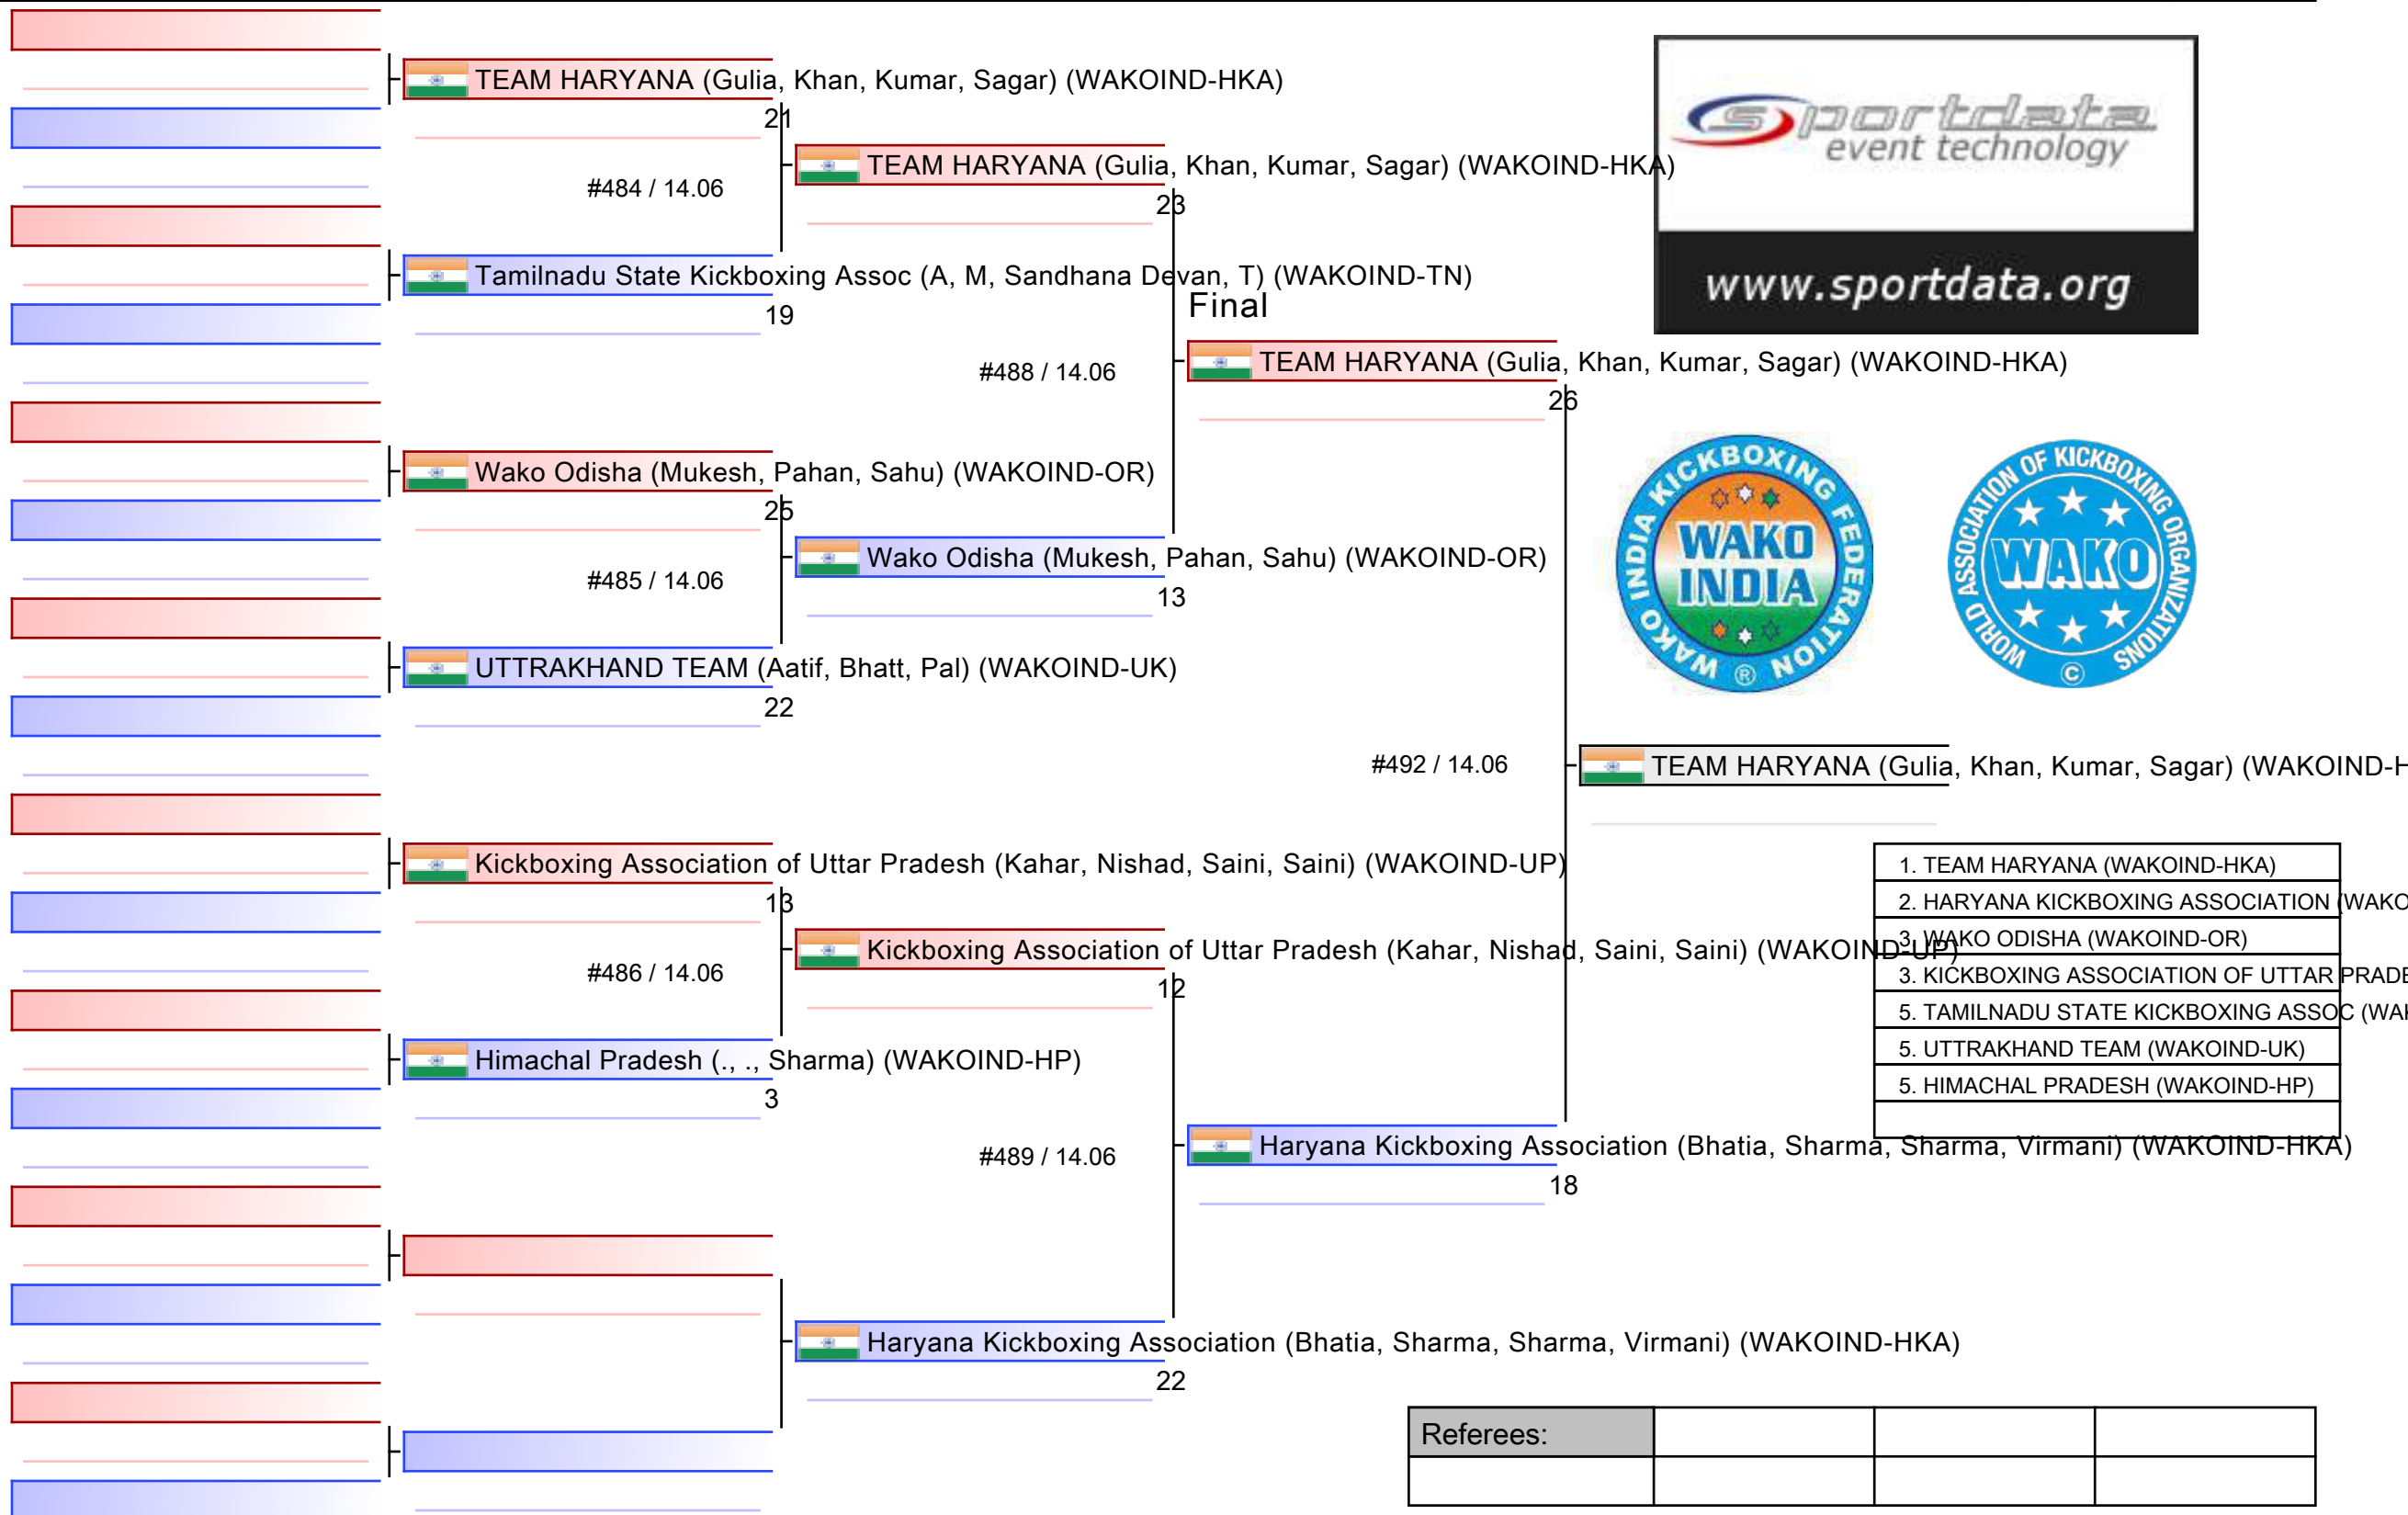 TEAM HARYANA (Gulia, Khan, Kumar, Sagar) (WAKOIND-HKA)
21
#484 / 14.06
Tamilnadu State Kickboxing Assoc (A, M, Sandhana Devan, T) (WAKOIND-TN)
19
Wako Odisha (Mukesh, Pahan, Sahu) (WAKOIND-OR)
25
#485 / 14.06
UTTRAKHAND TEAM (Aatif, Bhatt, Pal) (WAKOIND-UK)
22
Kickboxing Association of Uttar Pradesh (Kahar, Nishad, Saini, Saini) (WAKOIND-UP)
13
#486 / 14.06
Himachal Pradesh (., ., Sharma) (WAKOIND-HP)
3
TEAM HARYANA (Gulia, Khan, Kumar, Sagar) (WAKOIND-HKA)
23
#488 / 14.06
Wako Odisha (Mukesh, Pahan, Sahu) (WAKOIND-OR)
13
Kickboxing Association of Uttar Pradesh (Kahar, Nishad, Saini, Saini) (WAKOIND-UP)
12
#489 / 14.06
Haryana Kickboxing Association (Bhatia, Sharma, Sharma, Virmani) (WAKOIND-HKA)
22
Final
TEAM HARYANA (Gulia, Khan, Kumar, Sagar) (WAKOIND-HKA)
26
#492 / 14.06
Haryana Kickboxing Association (Bhatia, Sharma, Sharma, Virmani) (WAKOIND-HKA)
18
TEAM HARYANA (Gulia, Khan, Kumar, Sagar) (WAKOIND-H
sportdata
event technology
www.sportdata.org
WAKO INDIA KICKBOXING FEDERATION
WAKO
INDIA
®
WORLD ASSOCIATION OF KICKBOXING ORGANIZATIONS
WAKO
©
1. TEAM HARYANA (WAKOIND-HKA)
2. HARYANA KICKBOXING ASSOCIATION (WAKO
3. WAKO ODISHA (WAKOIND-OR)
3. KICKBOXING ASSOCIATION OF UTTAR PRADE
5. TAMILNADU STATE KICKBOXING ASSOC (WAK
5. UTTRAKHAND TEAM (WAKOIND-UK)
5. HIMACHAL PRADESH (WAKOIND-HP)
Referees: